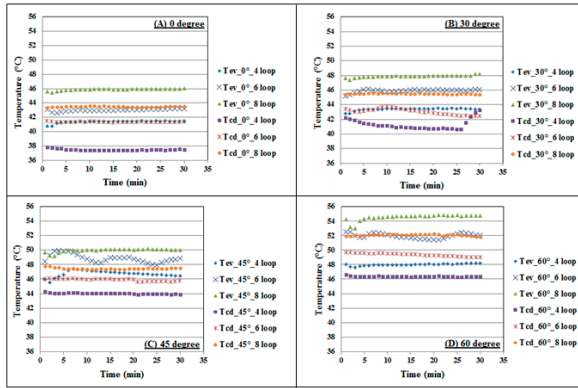 (A) 0 degree
Temperature (°C)
56
54
52
50
48
46
44
42
40
38
36
0 5 10 15 20 25 30 35
Time (min)
Tev_0°_4 loop
Tev_0°_6 loop
Tev_0°_8 loop
Tcd_0°_4 loop
Tcd_0°_6 loop
Tcd_0°_8 loop
(B) 30 degree
Temperature (°C)
56
54
52
50
48
46
44
42
40
38
36
0 5 10 15 20 25 30 35
Time (min)
Tev_30°_4 loop
Tev_30°_6 loop
Tev_30°_8 loop
Tcd_30°_4 loop
Tcd_30°_6 loop
Tcd_30°_8 loop
Temperature (°C)
56
54
52
50
48
46
44
42
40
38
36
0 5 10 15 20 25 30 35
Time (min)
(C) 45 degree
Tev_45°_4 loop
Tev_45°_6 loop
Tev_45°_8 loop
Tcd_45°_4 loop
Tcd_45°_6 loop
Tcd_45°_8 loop
Temperature (°C)
56
54
52
50
48
46
44
42
40
38
36
0 5 10 15 20 25 30 35
Time (min)
(D) 60 degree
Tev_60°_4 loop
Tev_60°_6 loop
Tev_60°_8 loop
Tcd_60°_4 loop
Tcd_60°_6 loop
Tcd_60°_8 loop